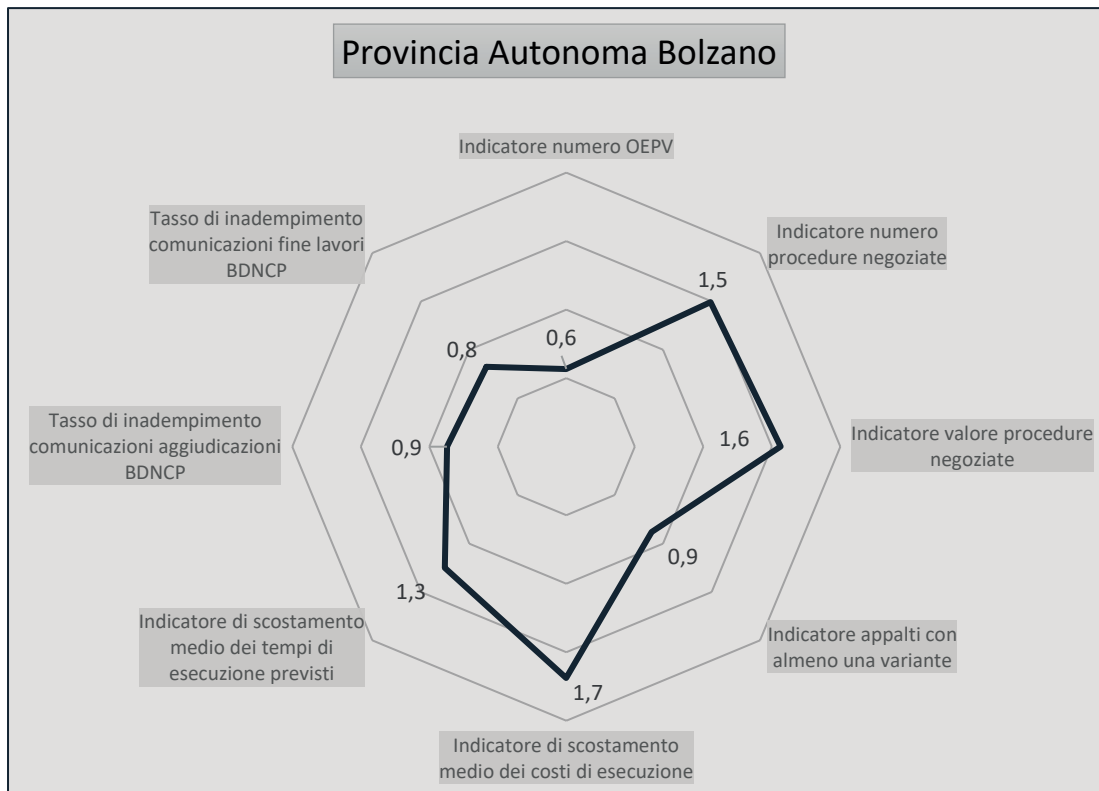 Provincia Autonoma Bolzano
Indicatore numero OEPV
Tasso di inadempimento
comunicazioni fine lavori
BDNCP
Indicatore numero
procedure negoziate
1,5
0,6
0,8
Tasso di inadempimento
comunicazioni aggiudicazioni
BDNCP
0,9
1,6
Indicatore valore procedure
negoziate
0,9
1,3
Indicatore di scostamento
medio dei tempi di
esecuzione previsti
Indicatore appalti con
almeno una variante
1,7
Indicatore di scostamento
medio dei costi di esecuzione